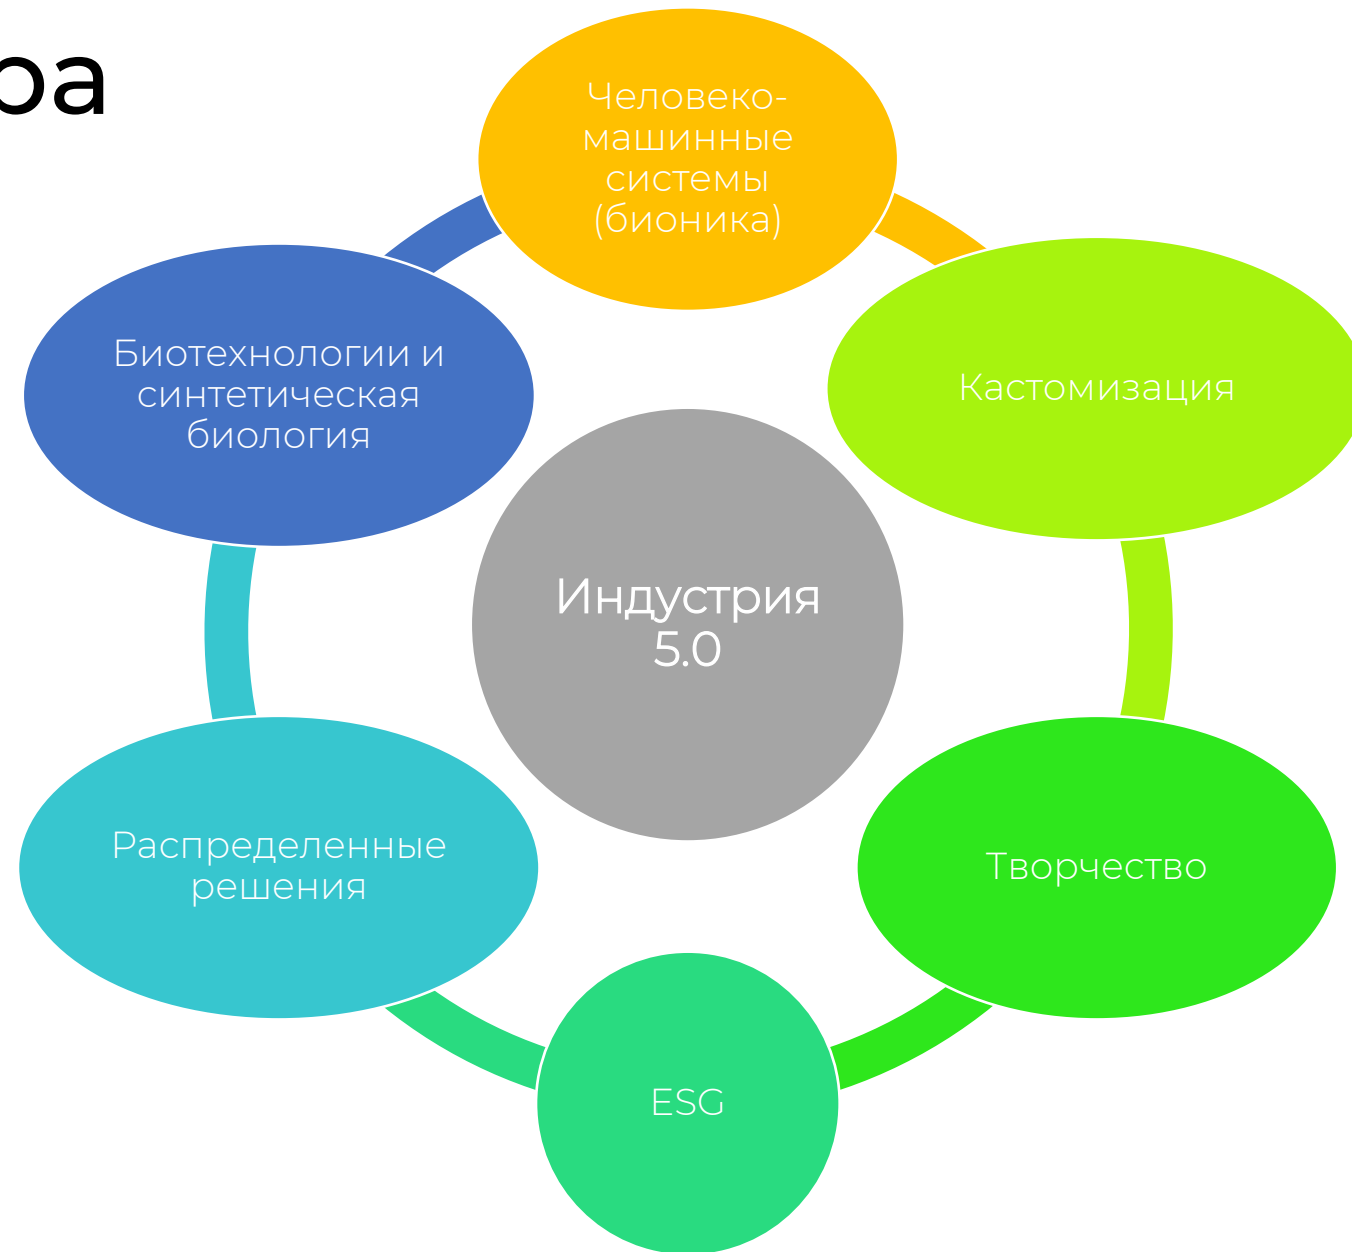 ра
Человеко-
машинные
системы
(бионика)
Биотехнологии и
синтетическая
биология
Кастомизация
Индустрия
5.0
Распределенные
решения
Творчество
ESG